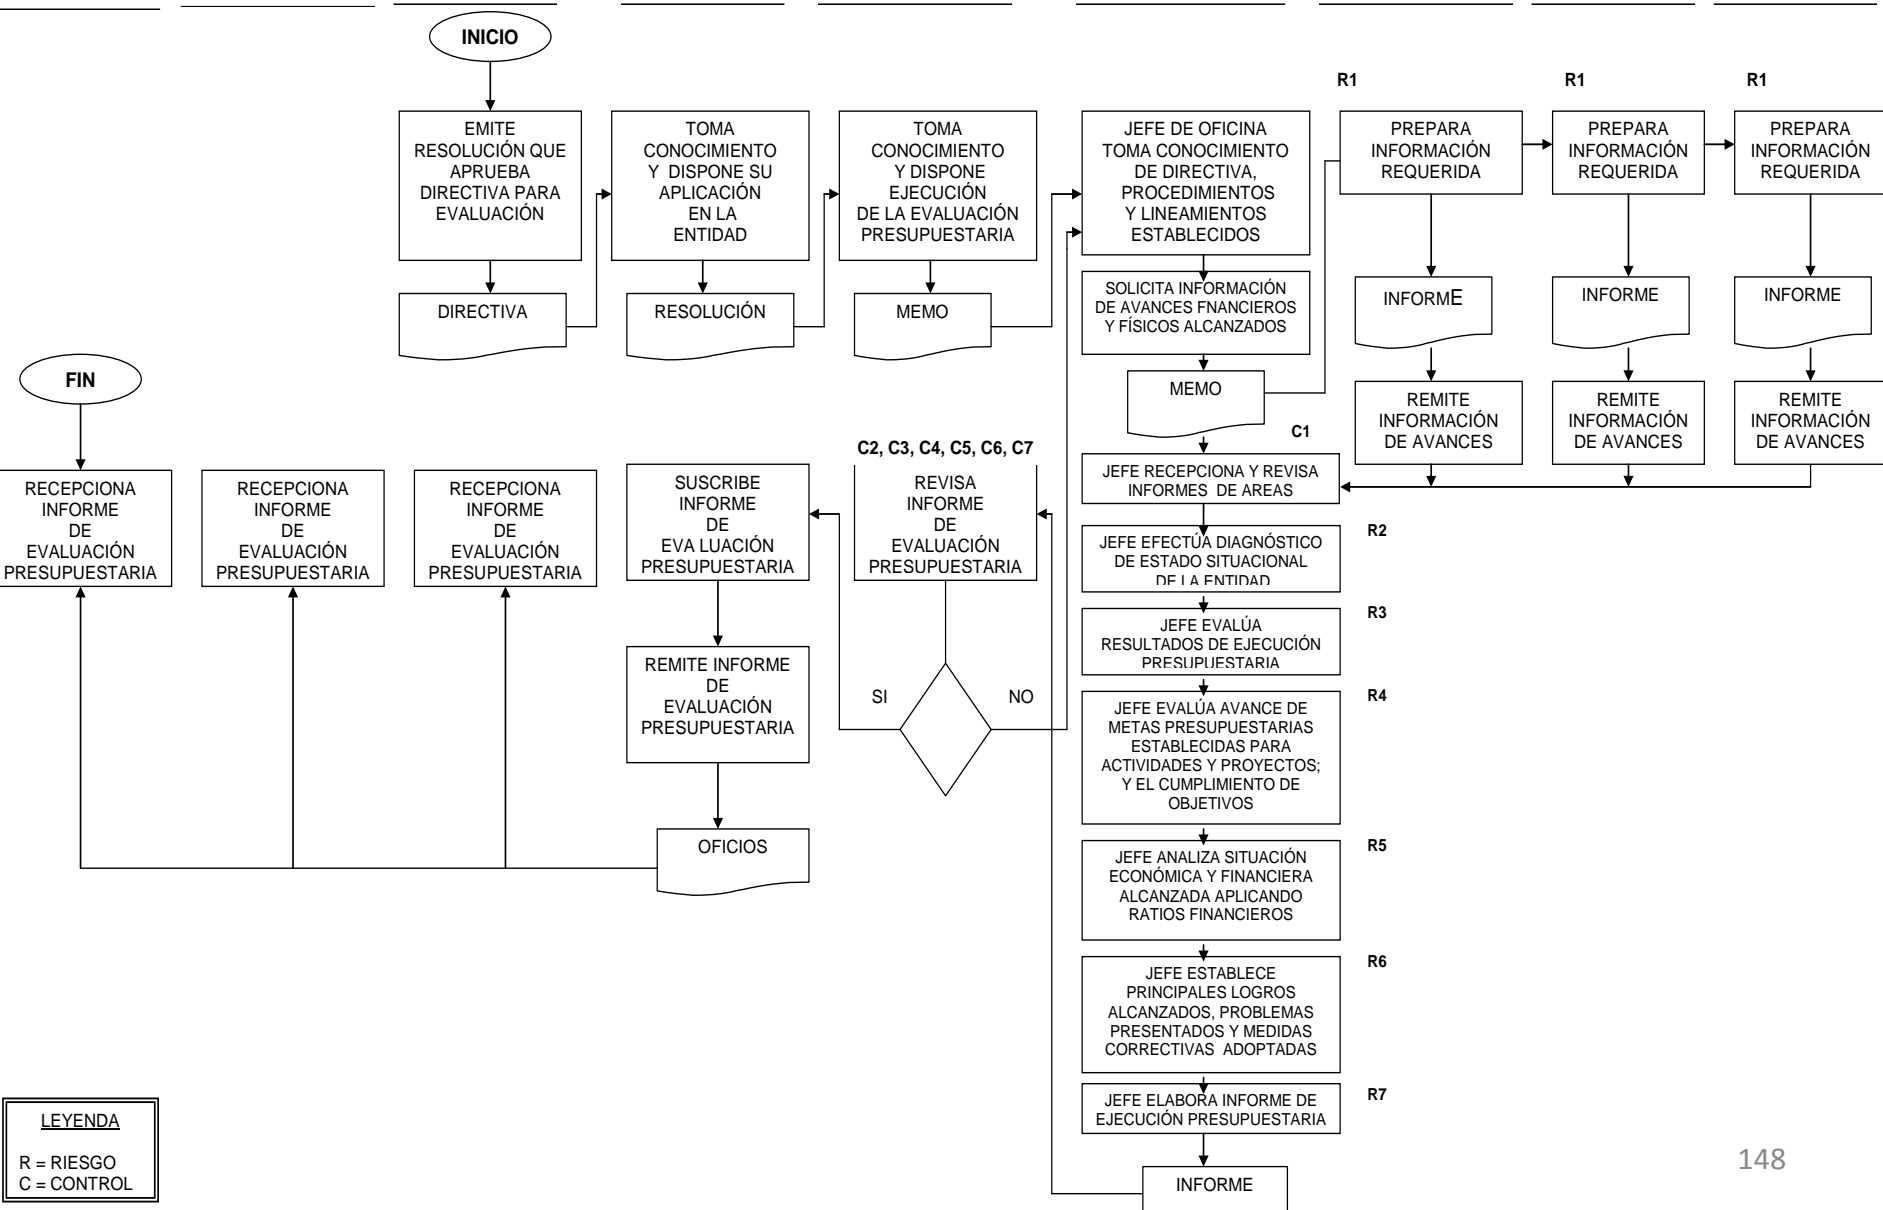 INICIO
R1
R1
R1
EMITE
RESOLUCIÓN QUE
APRUEBA
DIRECTIVA PARA
EVALUACIÓN
TOMA
CONOCIMIENTO
Y DISPONE SU
APLICACIÓN
EN LA
ENTIDAD
TOMA
CONOCIMIENTO
Y DISPONE
EJECUCIÓN
DE LA EVALUACIÓN
PRESUPUESTARIA
JEFE DE OFICINA
TOMA CONOCIMIENTO
DE DIRECTIVA,
PROCEDIMIENTOS
Y LINEAMIENTOS
ESTABLECIDOS
PREPARA
INFORMACIÓN
REQUERIDA
PREPARA
INFORMACIÓN
REQUERIDA
PREPARA
INFORMACIÓN
REQUERIDA
DIRECTIVA
RESOLUCIÓN
MEMO
SOLICITA INFORMACIÓN
DE AVANCES FNANCIEROS
Y FÍSICOS ALCANZADOS
INFORME
INFORME
INFORME
MEMO
REMITE
INFORMACIÓN
DE AVANCES
REMITE
INFORMACIÓN
DE AVANCES
REMITE
INFORMACIÓN
DE AVANCES
FIN
C1
C2, C3, C4, C5, C6, C7
RECEPCIONA
INFORME
DE
EVALUACIÓN
PRESUPUESTARIA
RECEPCIONA
INFORME
DE
EVALUACIÓN
PRESUPUESTARIA
RECEPCIONA
INFORME
DE
EVALUACIÓN
PRESUPUESTARIA
SUSCRIBE
INFORME
DE
EVA LUACIÓN
PRESUPUESTARIA
REVISA
INFORME
DE
EVALUACIÓN
PRESUPUESTARIA
JEFE RECEPCIONA Y REVISA
INFORMES DE AREAS
R2
JEFE EFECTÚA DIAGNÓSTICO
DE ESTADO SITUACIONAL
DE LA ENTIDAD
R3
JEFE EVALÚA
RESULTADOS DE EJECUCIÓN
PRESUPUESTARIA
REMITE INFORME
DE
EVALUACIÓN
PRESUPUESTARIA
SI
NO
R4
JEFE EVALÚA AVANCE DE
METAS PRESUPUESTARIAS
ESTABLECIDAS PARA
ACTIVIDADES Y PROYECTOS;
Y EL CUMPLIMIENTO DE
OBJETIVOS
OFICIOS
R5
JEFE ANALIZA SITUACIÓN
ECONÓMICA Y FINANCIERA
ALCANZADA APLICANDO
RATIOS FINANCIEROS
R6
JEFE ESTABLECE
PRINCIPALES LOGROS
ALCANZADOS, PROBLEMAS
PRESENTADOS Y MEDIDAS
CORRECTIVAS ADOPTADAS
R7
JEFE ELABORA INFORME DE
EJECUCIÓN PRESUPUESTARIA
INFORME
LEYENDA
R = RIESGO
C = CONTROL
148